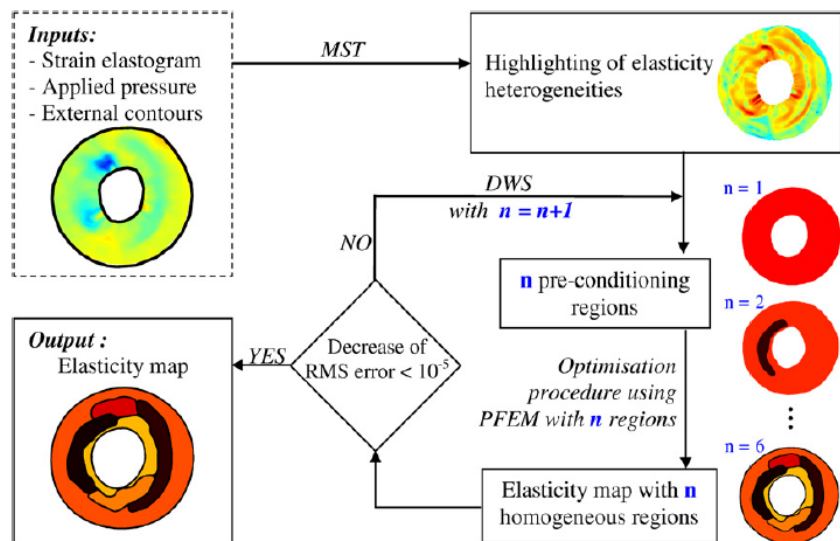 Inputs:
- Strain elastogram
- Applied pressure
- External contours
MST
Highlighting of elasticity
heterogeneities
DWS
with n = n+1
n = 1
NO
n pre-conditioning
regions
n = 2
Output :
Elasticity map
YES
Decrease of
RMS error < 10⁻⁵
Optimisation
procedure using
PFEM with n regions
n = 6
Elasticity map with n
homogeneous regions